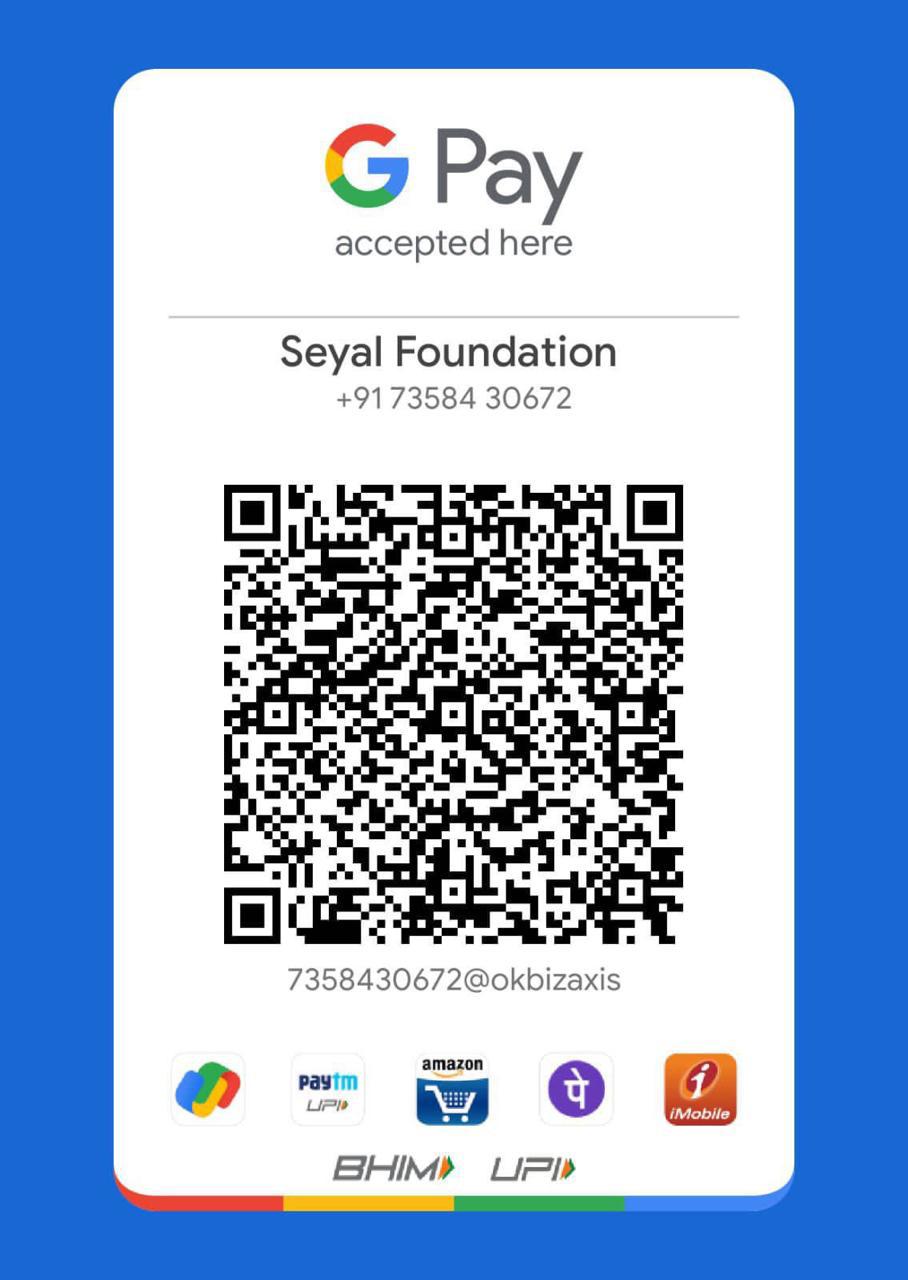 G Pay
accepted here
Seyal Foundation
+91 73584 30672
7358430672@okbizaxis
paytm
UPI
amazon
पे
i
iMobile
BHIM UPI